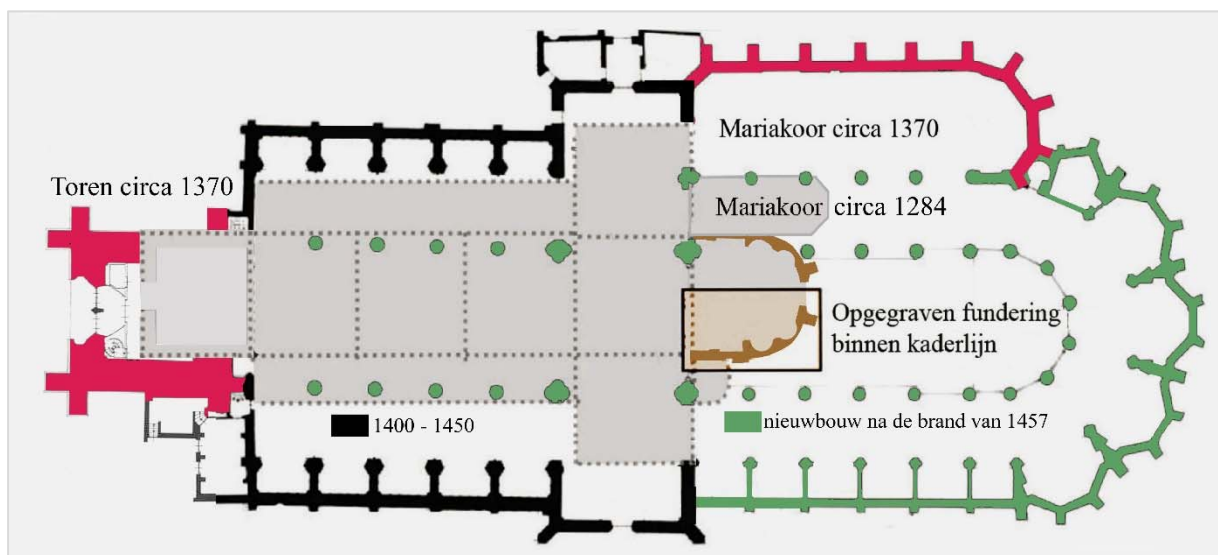 Mariakoor circa 1370
Toren circa 1370
Mariakoor circa 1284
Opgegraven fundering
binnen kaderlijn
1400 - 1450
nieuwbouw na de brand van 1457